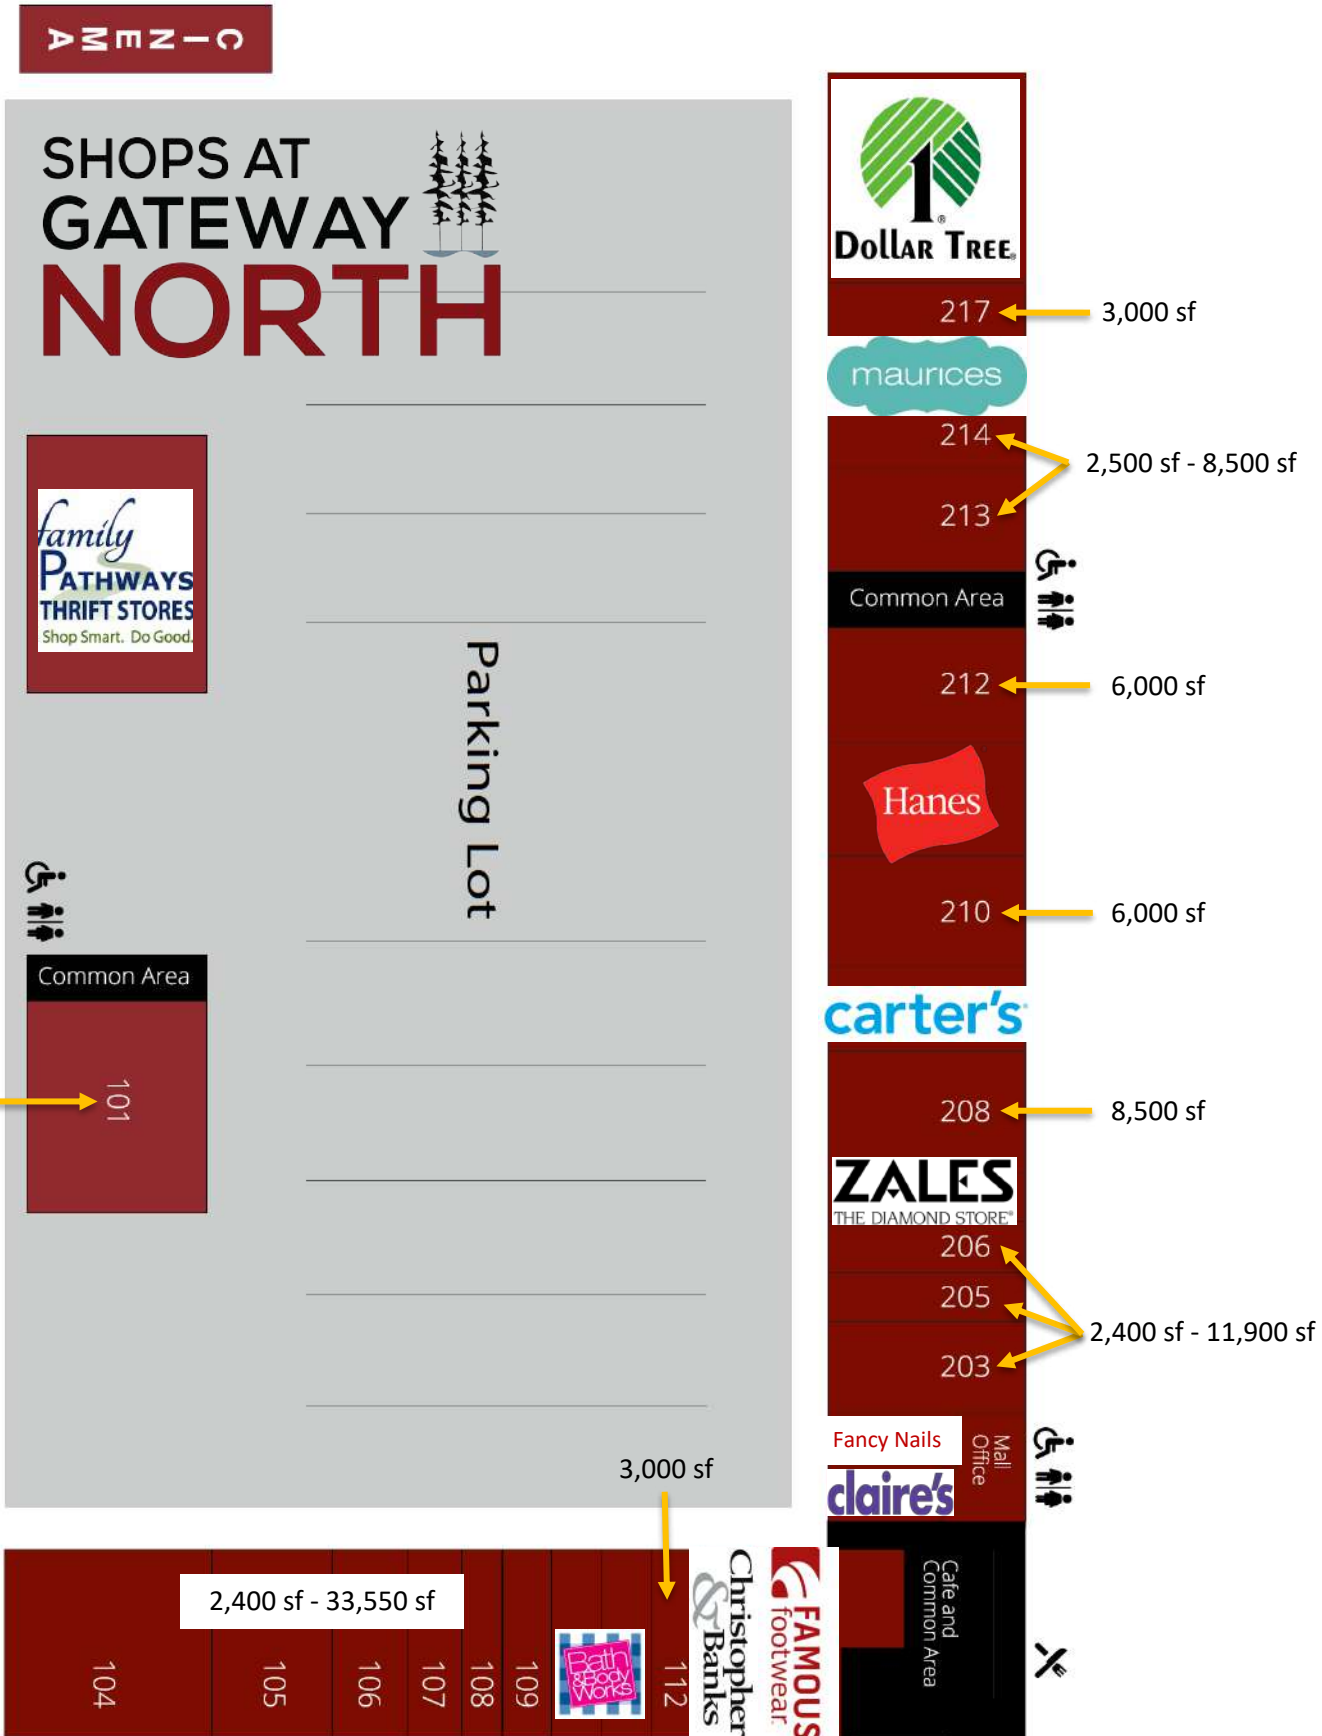 CINEMA
SHOPS AT
GATEWAY
NORTH
DOLLAR TREE®
217
3,000 sf
maurices
214
2,500 sf - 8,500 sf
213
family
PATHWAYS
THRIFT STORES
Shop Smart. Do Good.
Common Area
212
6,000 sf
Parking Lot
Hanes
210
6,000 sf
Common Area
carter's
101
208
8,500 sf
ZALES
THE DIAMOND STORE®
206
205
2,400 sf - 11,900 sf
203
Fancy Nails
Mall
Office
claire's
3,000 sf
2,400 sf - 33,550 sf
104
105
106
107
108
109
Bath
&Body
Works
112
Christopher
& Banks
FAMOUS
footwear.
Cafe and
Common Area